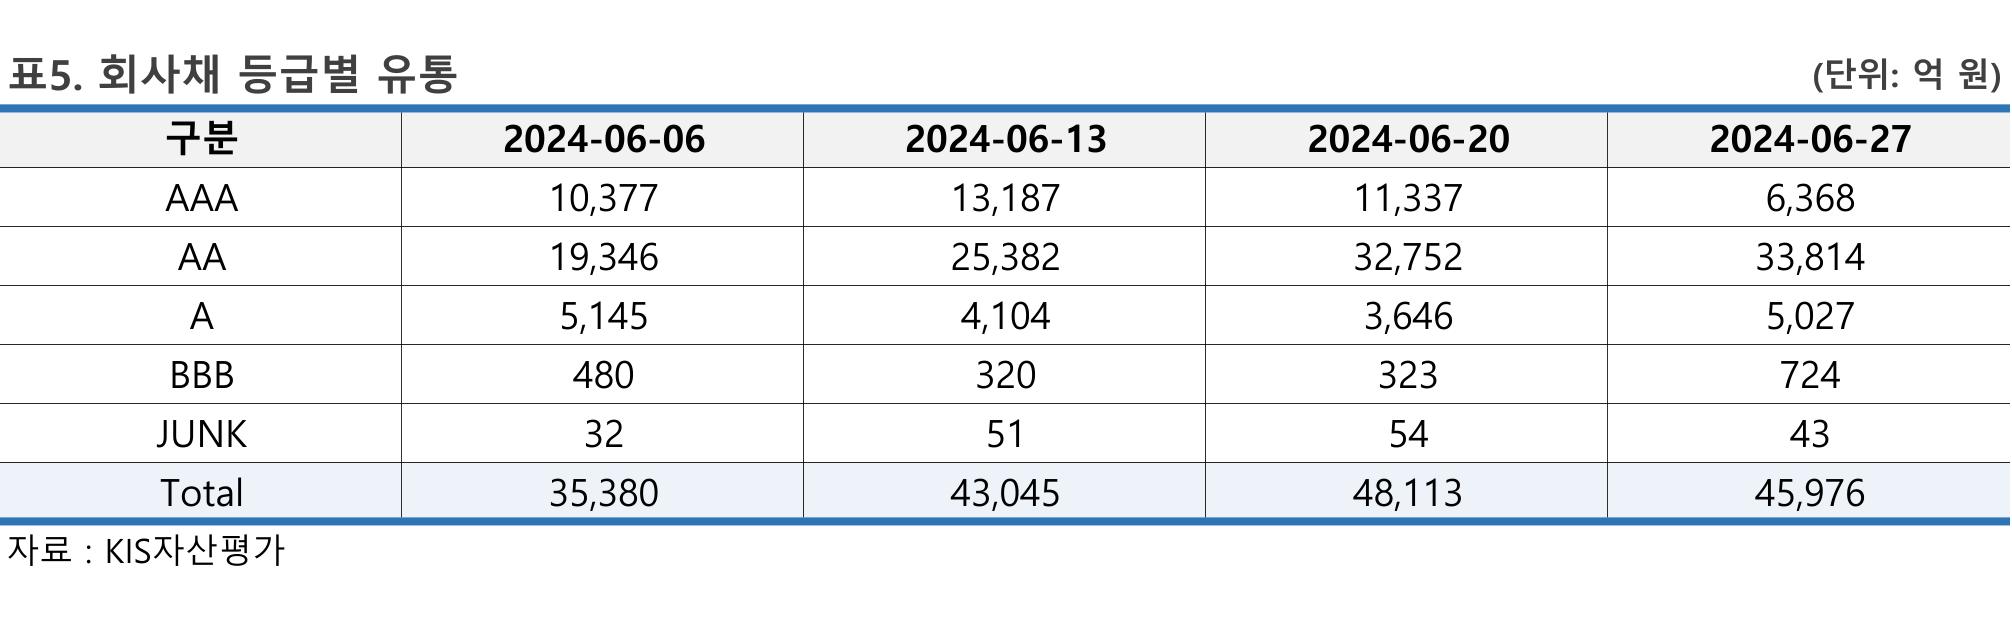 표5. 회사채 등급별 유통 (단위: 억 원)
구분 2024-06-06 2024-06-13 2024-06-20 2024-06-27
AAA 10,377 13,187 11,337 6,368
AA 19,346 25,382 32,752 33,814
A 5,145 4,104 3,646 5,027
BBB 480 320 323 724
JUNK 32 51 54 43
Total 35,380 43,045 48,113 45,976
자료 : KIS자산평가